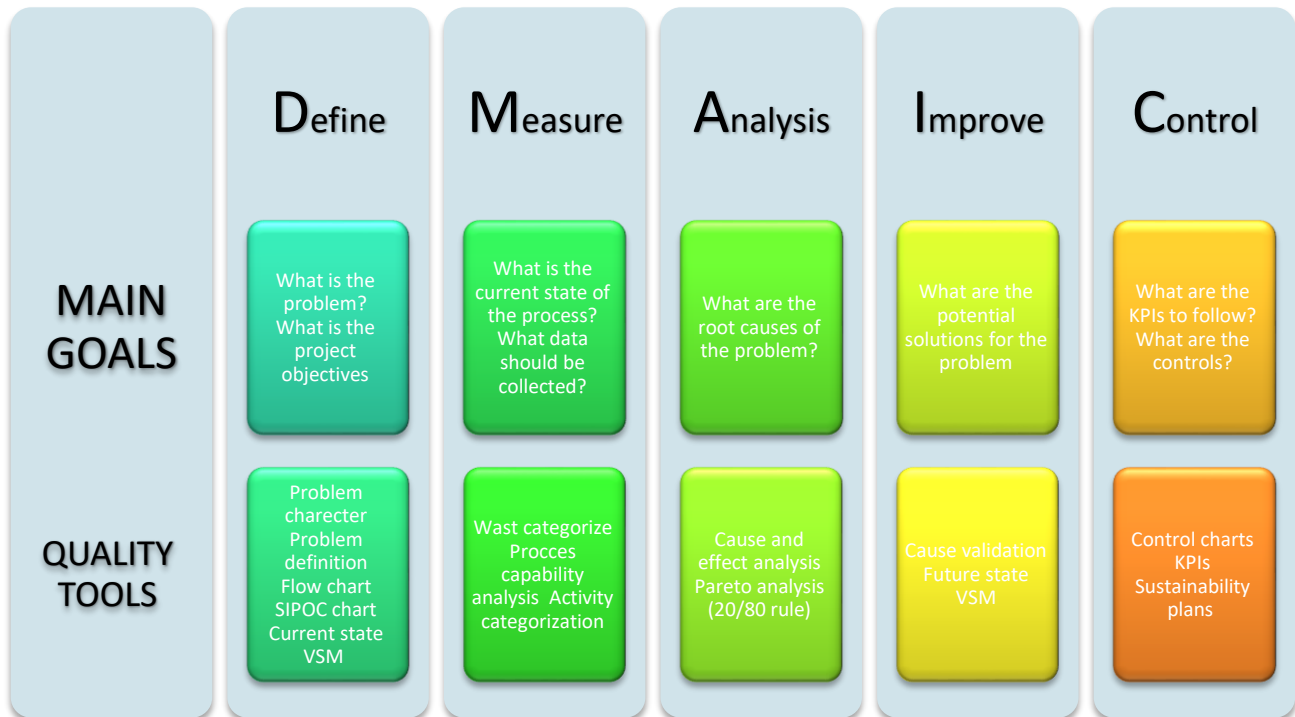 Define
Measure
Analysis
Improve
Control
MAIN
GOALS
What is the
problem?
What is the
project
objectives
What is the
current state of
the process?
What data
should be
collected?
What are the
root causes of
the problem?
What are the
potential
solutions for the
problem
What are the
KPIs to follow?
What are the
controls?
QUALITY
TOOLS
Problem
charecter
Problem
definition
Flow chart
SIPOC chart
Current state
VSM
Wast categorize
Procces
capability
analysis Activity
categorization
Cause and
effect analysis
Pareto analysis
(20/80 rule)
Cause validation
Future state
VSM
Control charts
KPIs
Sustainability
plans